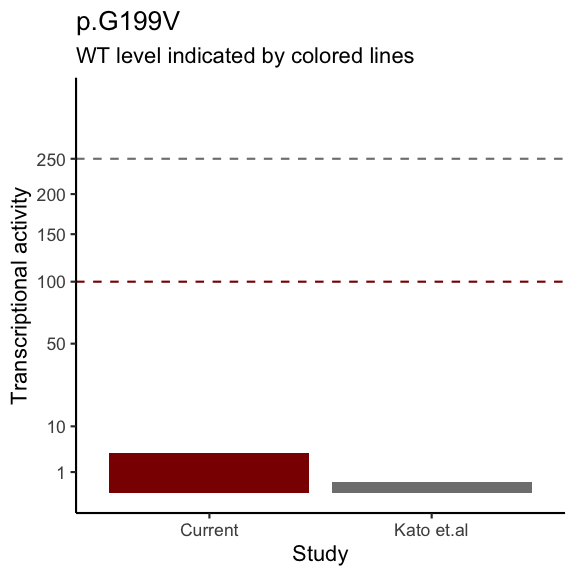 p.G199V
WT level indicated by colored lines
Transcriptional activity
250
200
150
100
50
10
1
Current
Kato et.al
Study